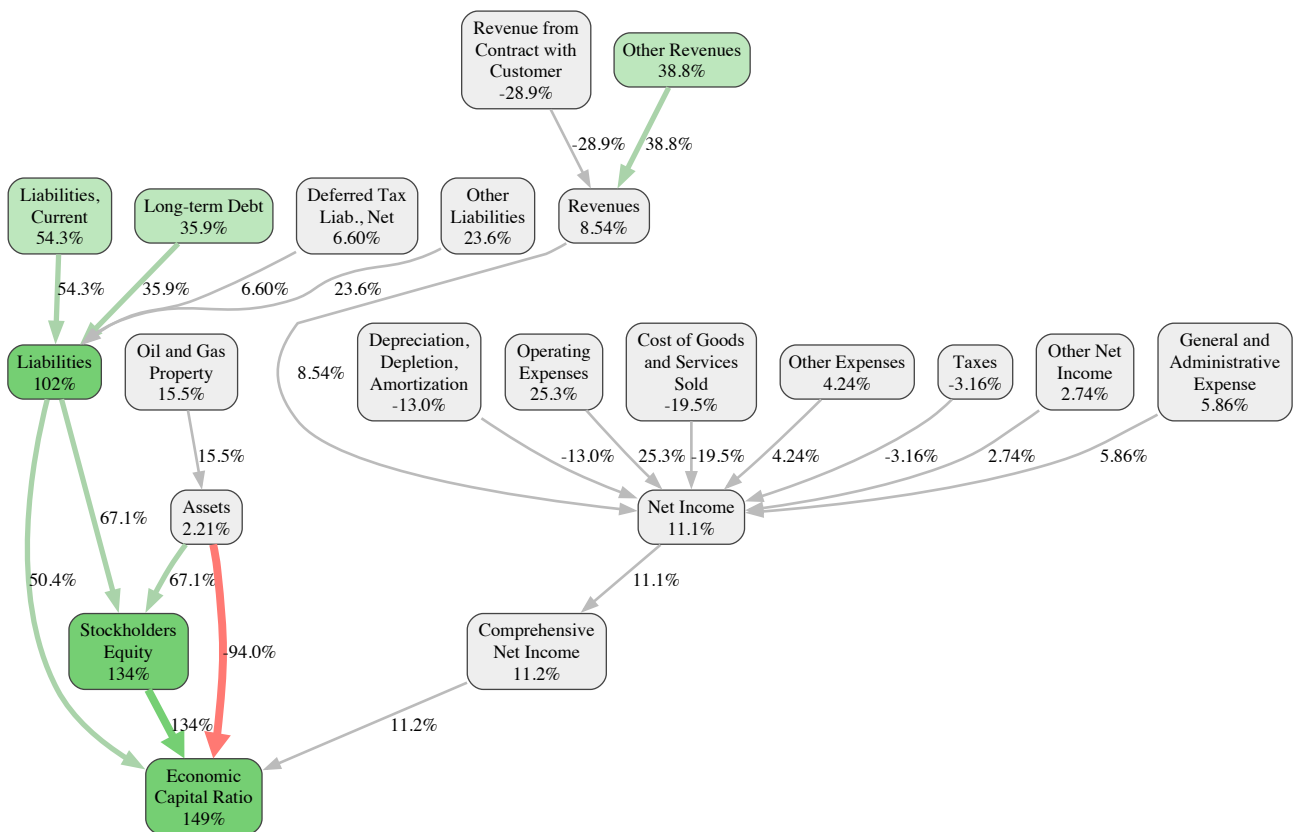 Revenue from
Contract with
Customer
-28.9%
Other Revenues
38.8%
-28.9%
38.8%
Liabilities,
Current
54.3%
Long-term Debt
35.9%
Deferred Tax
Liab., Net
6.60%
Other
Liabilities
23.6%
Revenues
8.54%
54.3%
35.9%
6.60%
23.6%
Liabilities
102%
Oil and Gas
Property
15.5%
8.54%
Depreciation,
Depletion,
Amortization
-13.0%
Operating
Expenses
25.3%
Cost of Goods
and Services
Sold
-19.5%
Other Expenses
4.24%
Taxes
-3.16%
Other Net
Income
2.74%
General and
Administrative
Expense
5.86%
15.5%
-13.0%
25.3%
-19.5%
4.24%
-3.16%
2.74%
5.86%
67.1%
Assets
2.21%
Net Income
11.1%
50.4%
67.1%
11.1%
Stockholders
Equity
134%
-94.0%
Comprehensive
Net Income
11.2%
134%
11.2%
Economic
Capital Ratio
149%